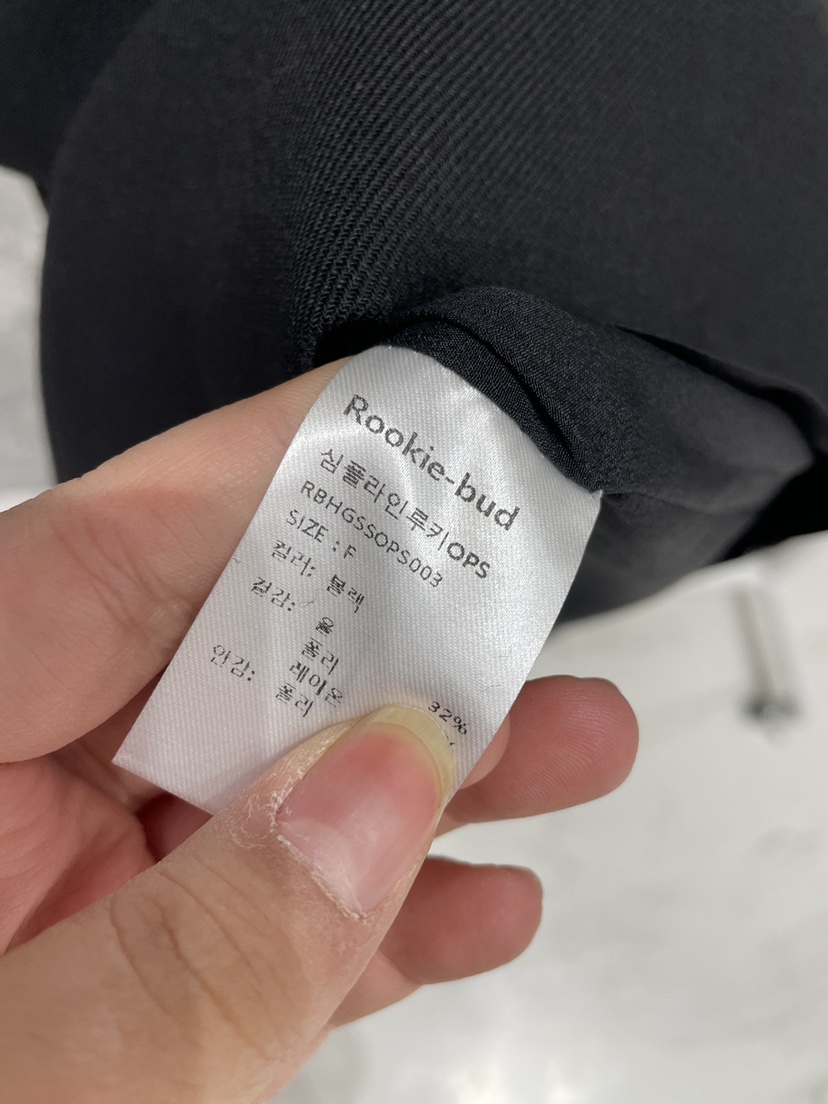 Rookie-bud
심플라인루키OPS
RBHGSSOPS003
SIZE : F
컬러: 블랙
겉감: 울
폴리
레이온 32%
안감: 폴리